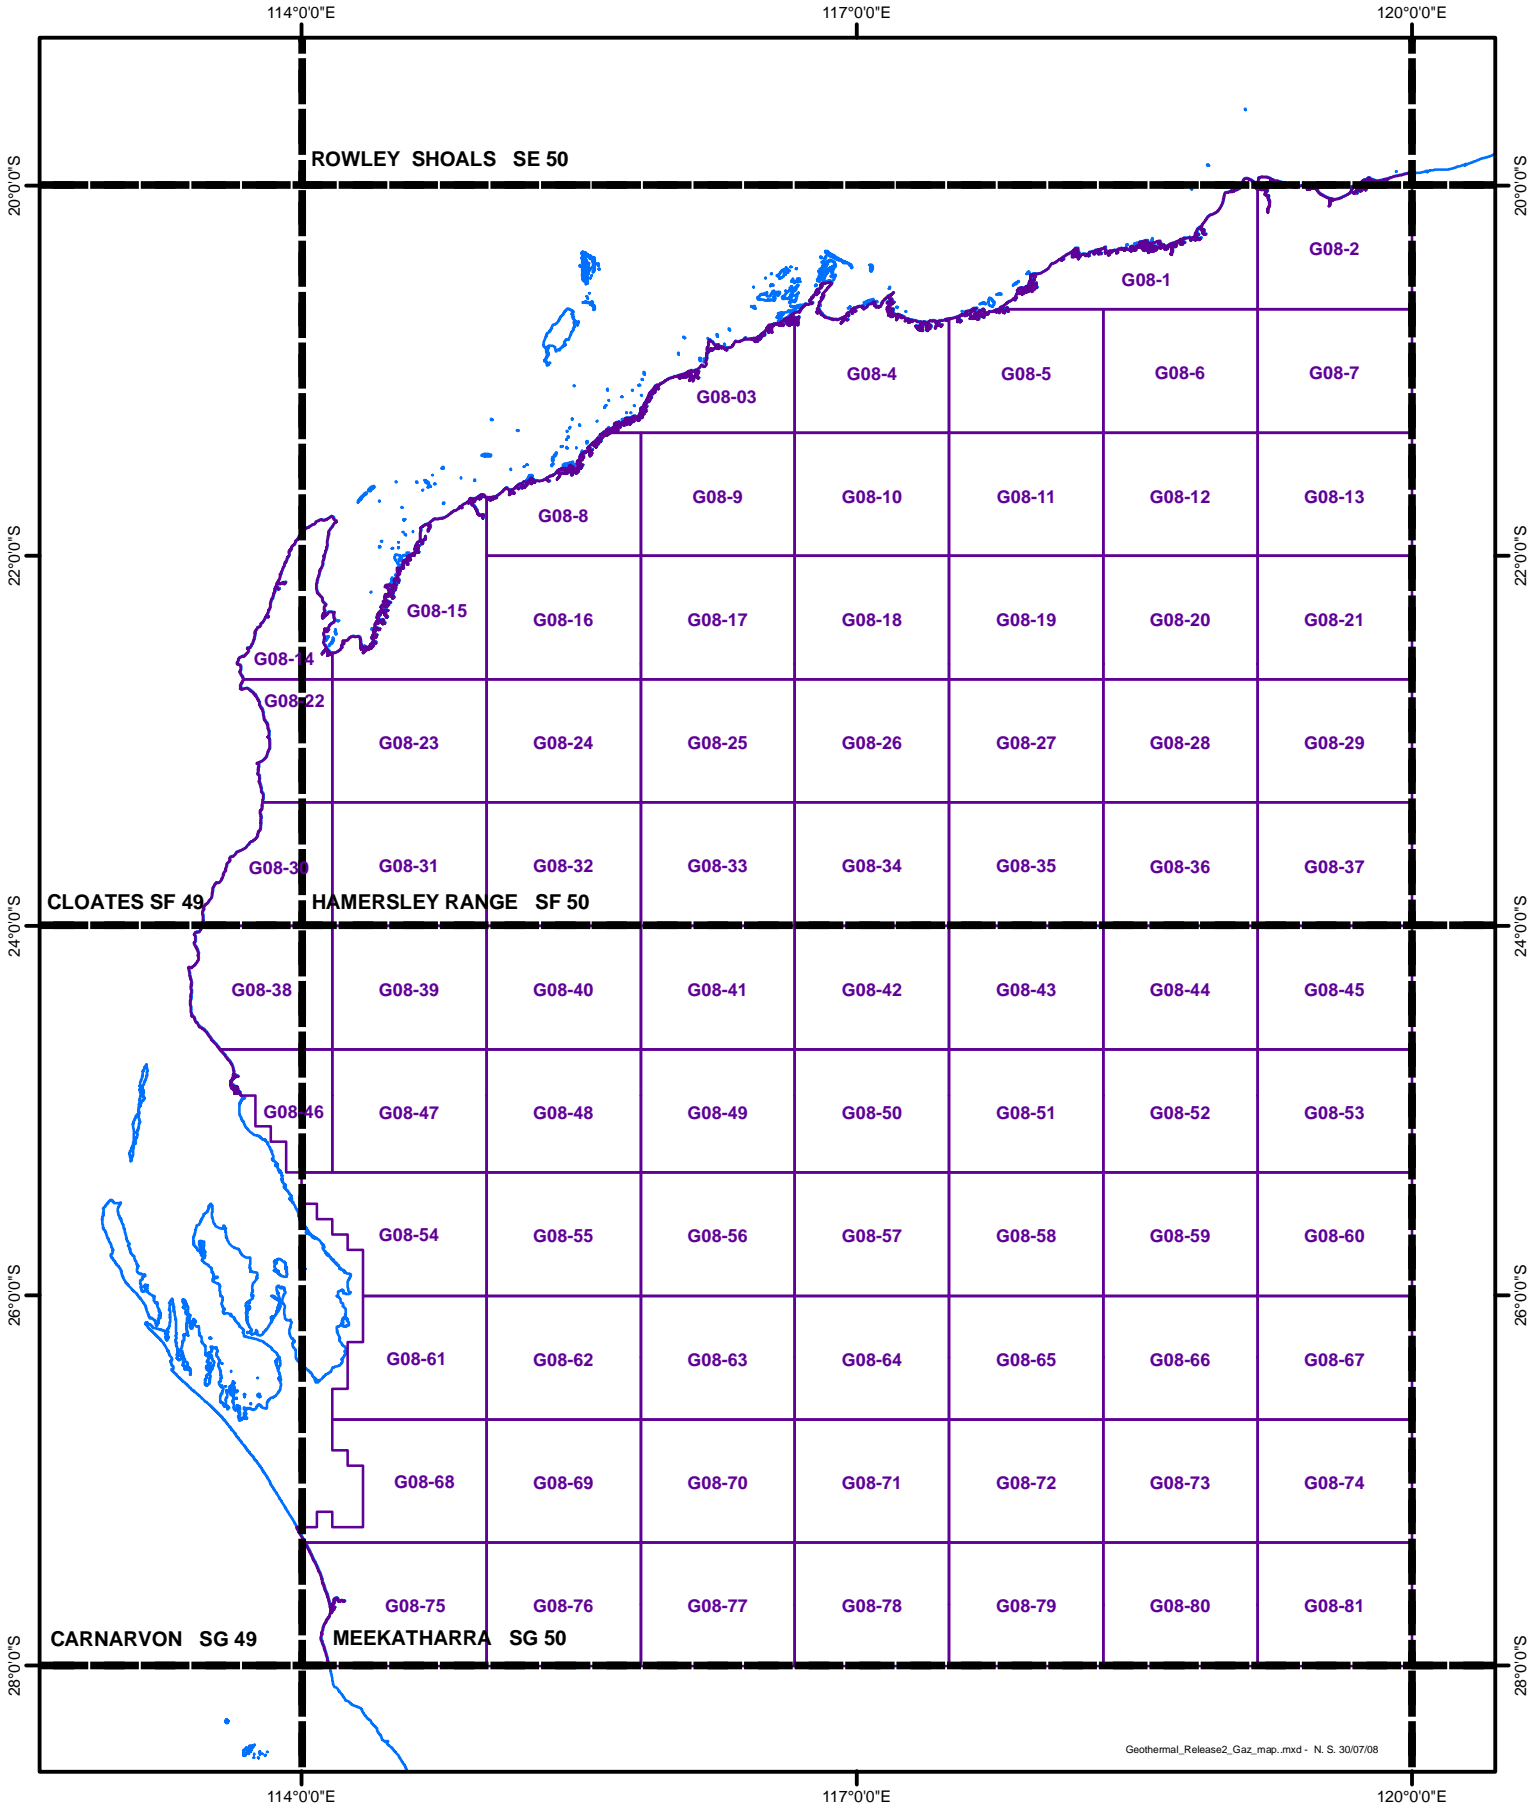 114°0'0"E 117°0'0"E 120°0'0"E
ROWLEY SHOALS SE 50
20°0'0"S 20°0'0"S
G08-2
G08-1
G08-4 G08-5 G08-6 G08-7
G08-03
G08-9 G08-10 G08-11 G08-12 G08-13
G08-8
22°0'0"S 22°0'0"S
G08-15 G08-16 G08-17 G08-18 G08-19 G08-20 G08-21
G08-14
G08-22
G08-23 G08-24 G08-25 G08-26 G08-27 G08-28 G08-29
G08-30 G08-31 G08-32 G08-33 G08-34 G08-35 G08-36 G08-37
CLOATES SF 49 HAMERSLEY RANGE SF 50
24°0'0"S 24°0'0"S
G08-38 G08-39 G08-40 G08-41 G08-42 G08-43 G08-44 G08-45
G08-46 G08-47 G08-48 G08-49 G08-50 G08-51 G08-52 G08-53
G08-54 G08-55 G08-56 G08-57 G08-58 G08-59 G08-60
26°0'0"S 26°0'0"S
G08-61 G08-62 G08-63 G08-64 G08-65 G08-66 G08-67
G08-68 G08-69 G08-70 G08-71 G08-72 G08-73 G08-74
G08-75 G08-76 G08-77 G08-78 G08-79 G08-80 G08-81
CARNARVON SG 49 MEEKATHARRA SG 50
28°0'0"S 28°0'0"S
Geothermal_Release2_Gaz_map..mxd - N. S. 30/07/08
114°0'0"E 117°0'0"E 120°0'0"E